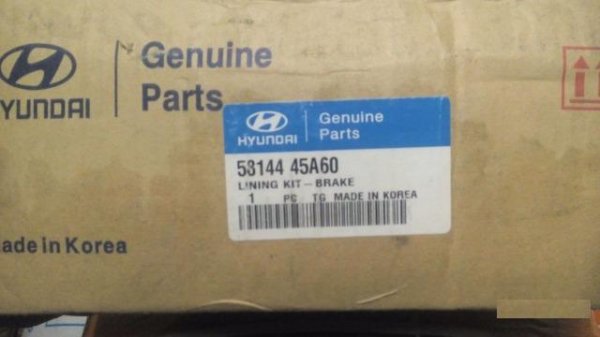 Genuine
Parts
HYUNDAI
Genuine
Parts
HYUNDAI
58144 45A60
LINING KIT – BRAKE
1 PC TG MADE IN KOREA
ade in Korea